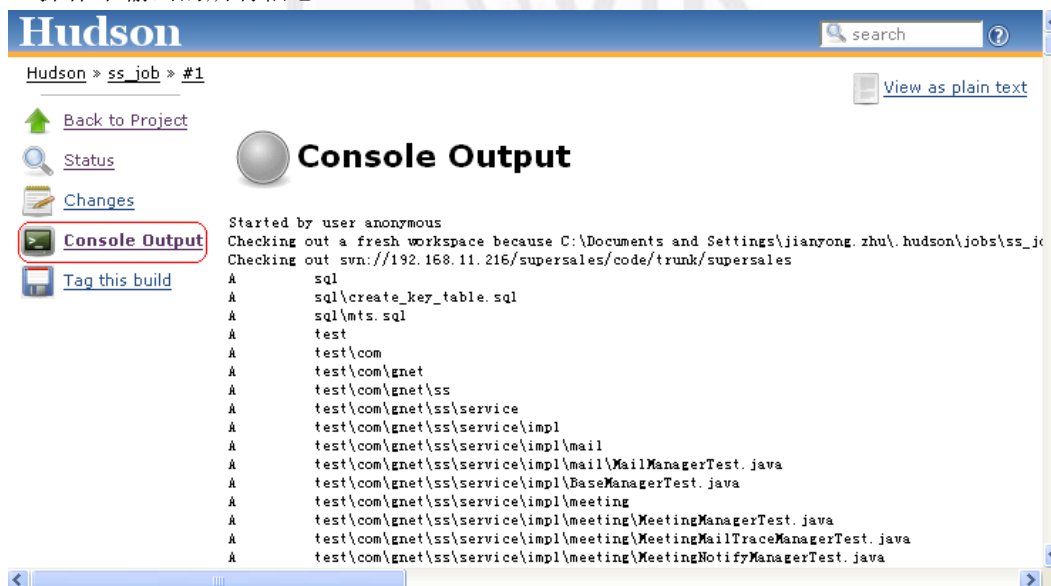 Hudson
search
Hudson » ss_job » #1
View as plain text
Back to Project
Status
Changes
Console Output
Tag this build
Console Output
Started by user anonymous
Checking out a fresh workspace because C:\Documents and Settings\jianyong.zhu\.hudson\jobs\ss_jo
Checking out svn://192.168.11.216/supersales/code/trunk/supersales
A sql
A sql\create_key_table.sql
A sql\mts.sql
A test
A test\com
A test\com\gnet
A test\com\gnet\ss
A test\com\gnet\ss\service
A test\com\gnet\ss\service\impl
A test\com\gnet\ss\service\impl\mail
A test\com\gnet\ss\service\impl\mail\MailManagerTest.java
A test\com\gnet\ss\service\impl\BaseManagerTest.java
A test\com\gnet\ss\service\impl\meeting
A test\com\gnet\ss\service\impl\meeting\MeetingManagerTest.java
A test\com\gnet\ss\service\impl\meeting\MeetingMailTraceManagerTest.java
A test\com\gnet\ss\service\impl\meeting\MeetingNotifyManagerTest.java